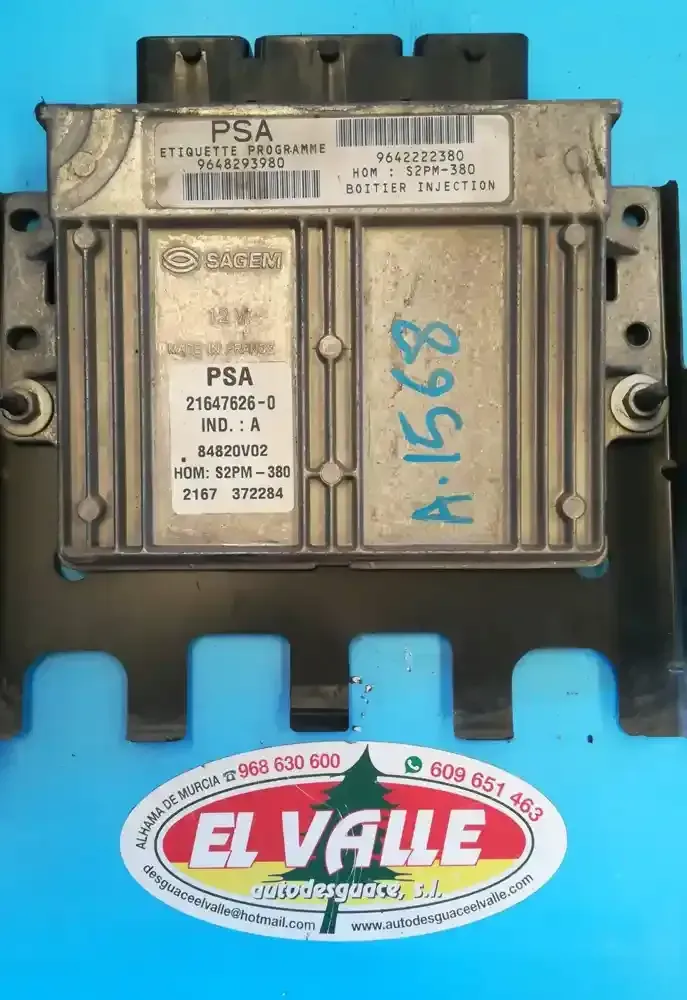 PSA
ETIQUETTE PROGRAMME
9648293980
9642222380
HOM : S2PM-380
BOITIER INJECTION
SAGEM
12 V
MADE IN FRANCE
PSA
21647626-0
IND. : A
84820V02
HOM: S2PM-380
2167 372284
A.1568
ALHAMA DE MURCIA ☎ 968 630 600
609 651 463
EL VALLE
autodesguace, s.l.
desguaceelvalle@hotmail.com
www.autodesguaceelvalle.com